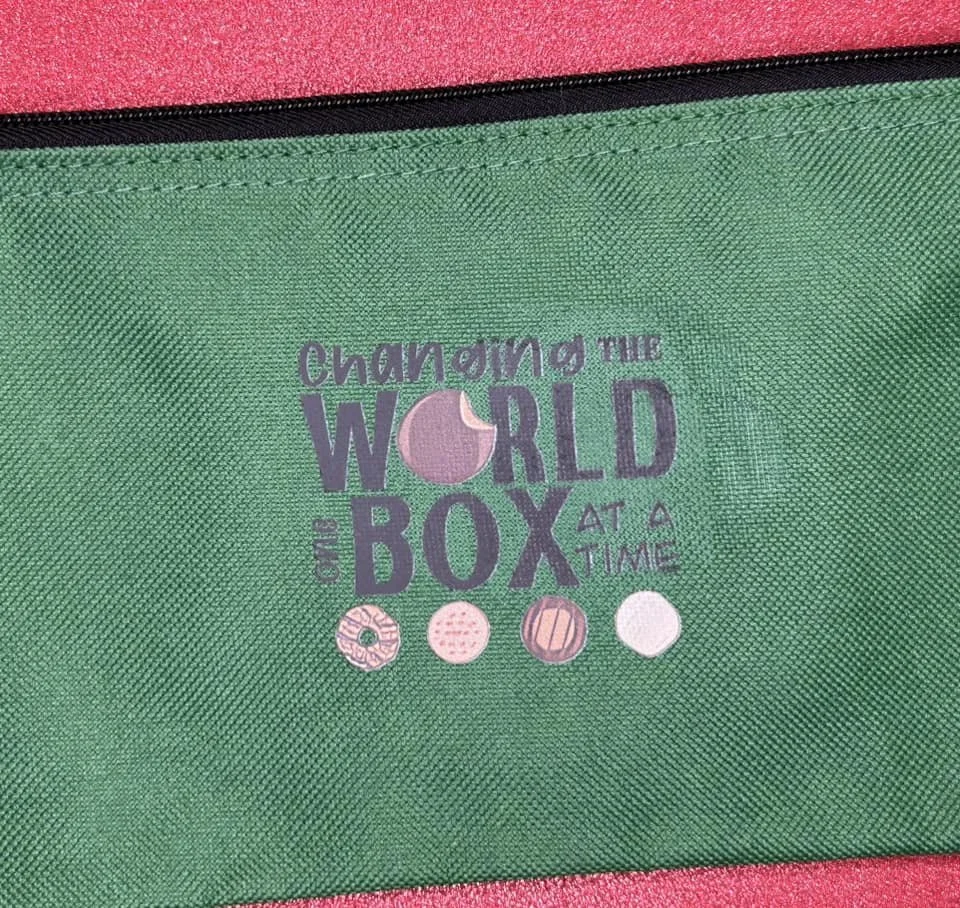 Changing THE
WORLD
ONE BOX AT A
TIME